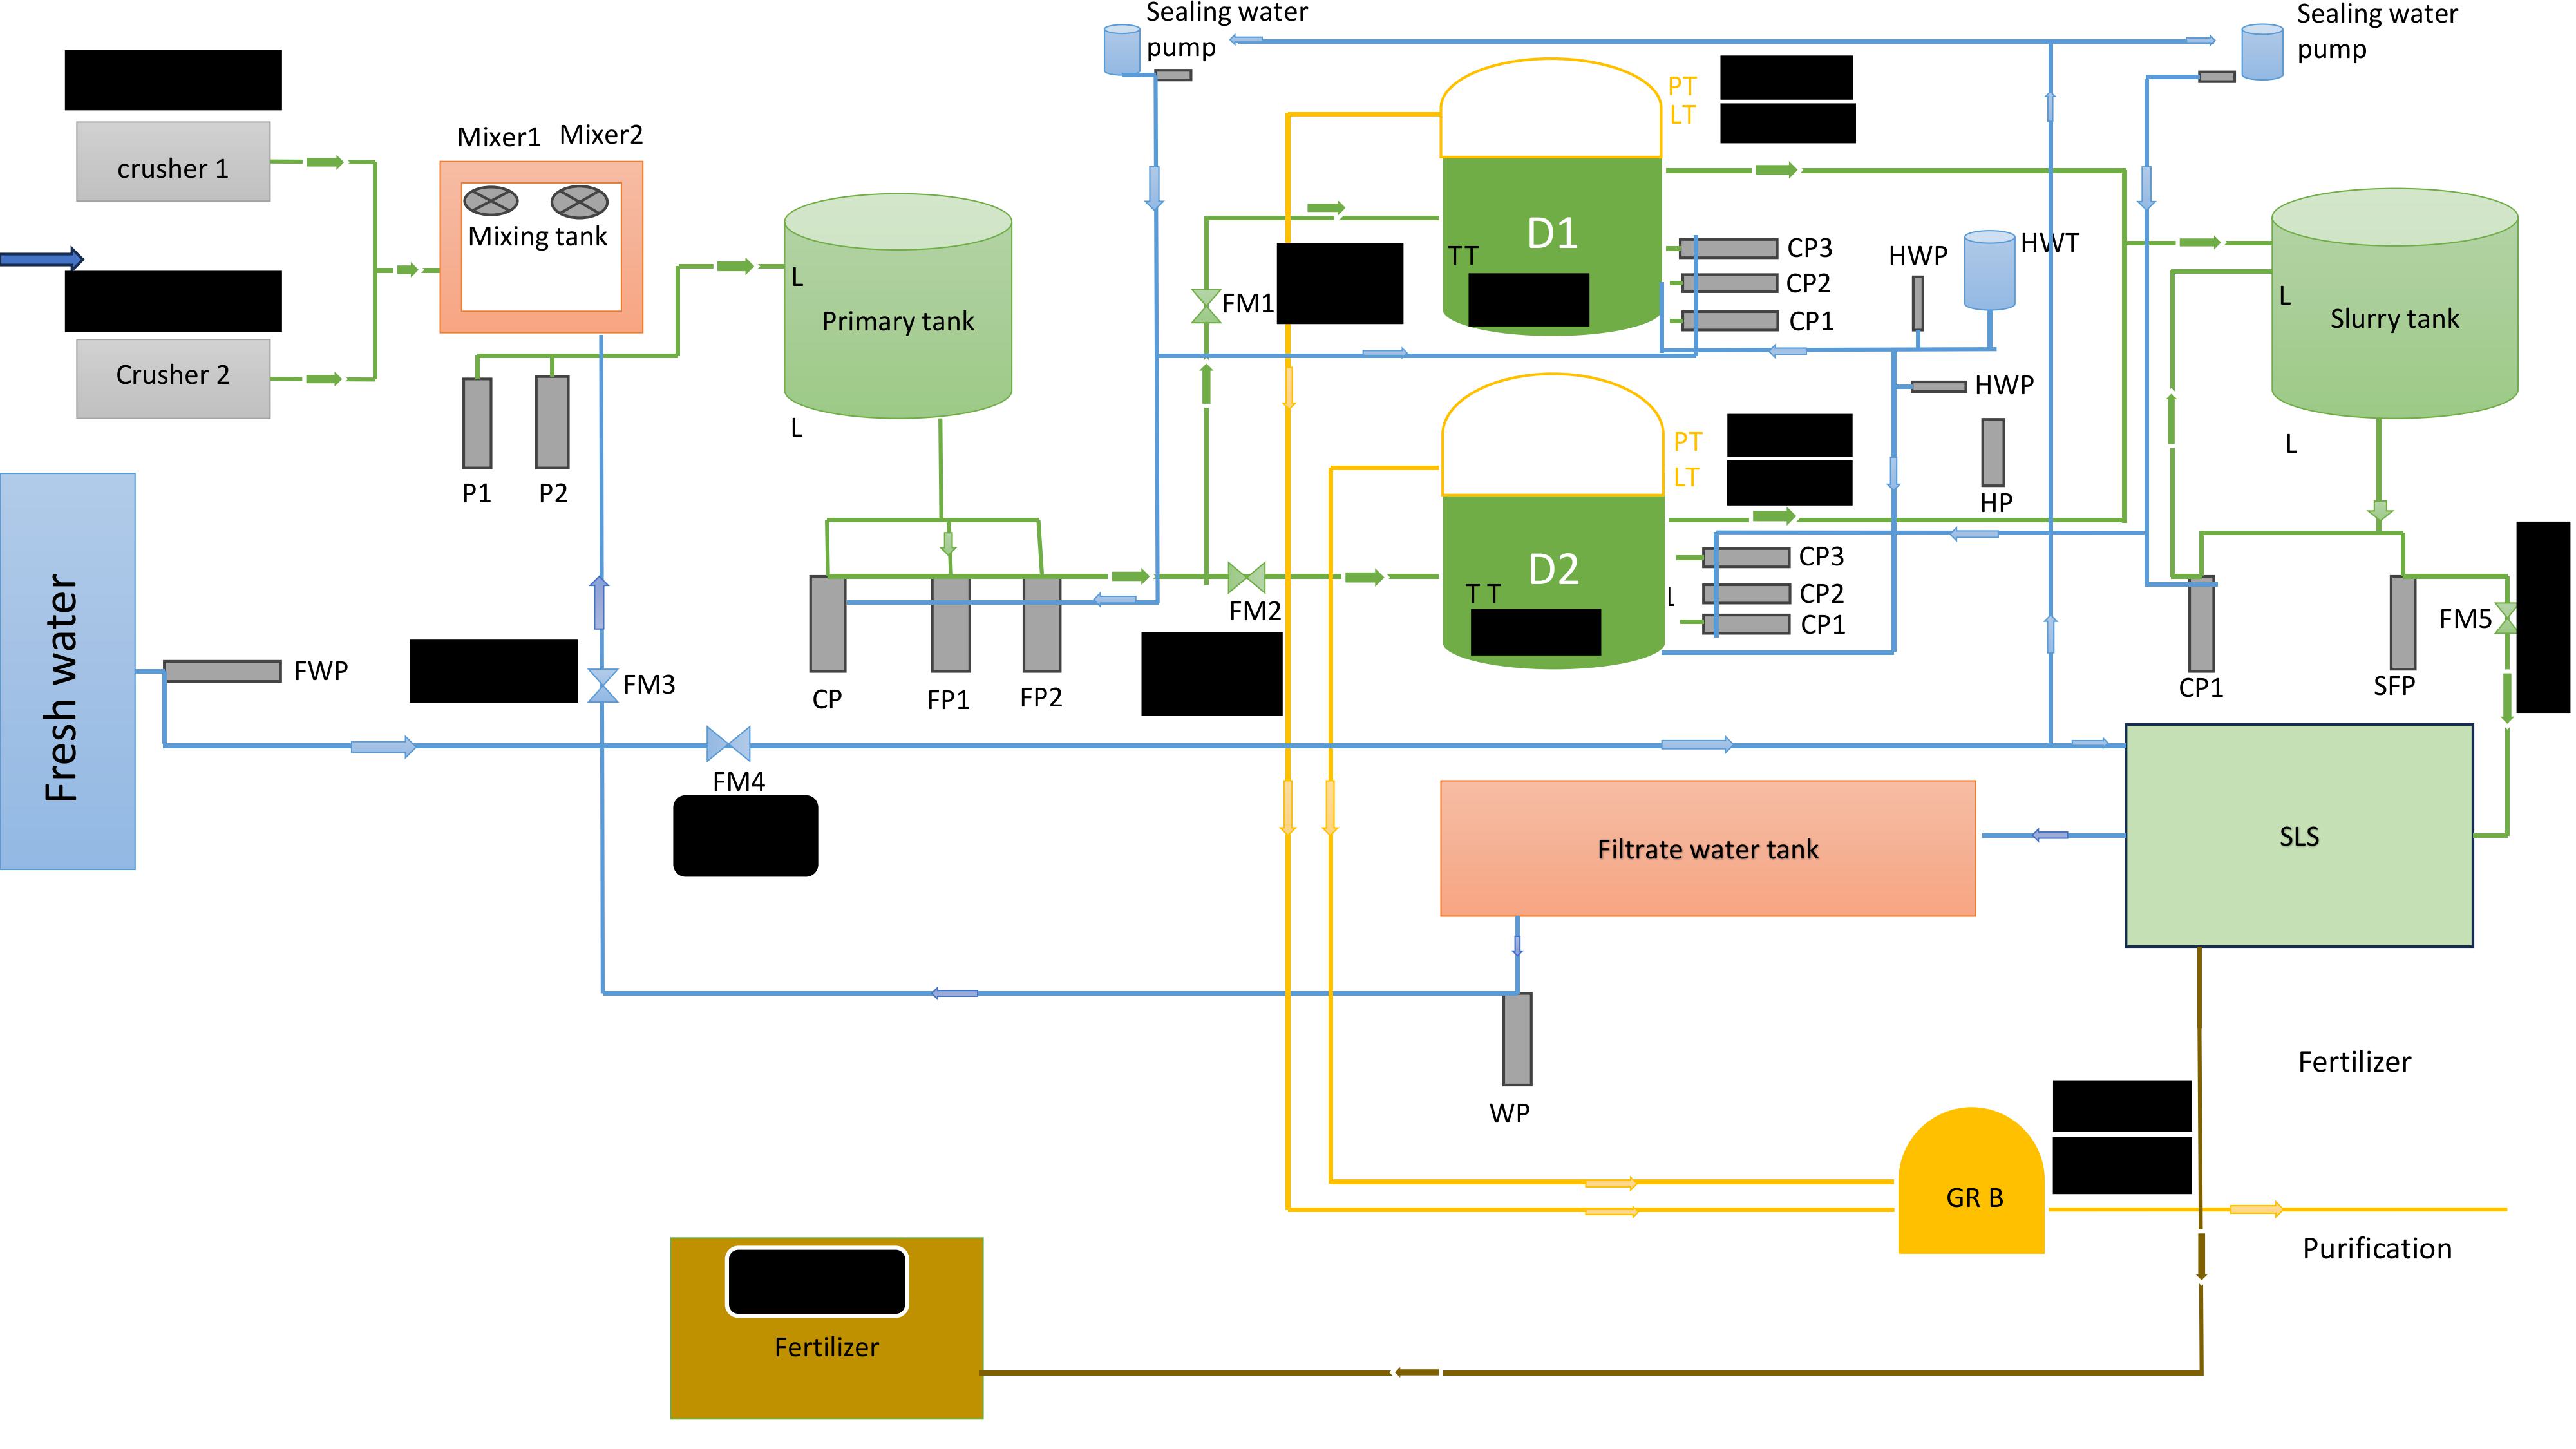 Sealing water
pump
Sealing water
pump
PT
LT
Mixer1
Mixer2
crusher 1
Mixing tank
D1
TT
CP3
CP2
CP1
HWP
HWT
L
Primary tank
FM1
L
Slurry tank
Crusher 2
HWP
L
PT
LT
L
P1
P2
HP
D2
T T
L
CP3
CP2
CP1
FM2
FM5
Fresh water
FWP
FM3
CP
FP1
FP2
CP1
SFP
FM4
Filtrate water tank
SLS
Fertilizer
WP
GR B
Purification
Fertilizer